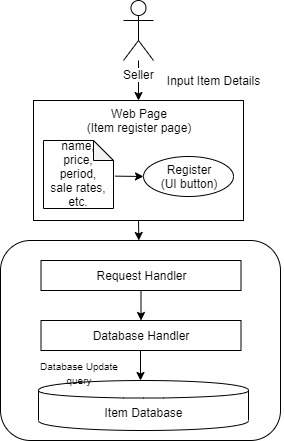 Seller
Input Item Details
Web Page
(Item register page)
name,
price,
period,
sale rates,
etc.
Register
(UI button)
Request Handler
Database Handler
Database Update
query
Item Database